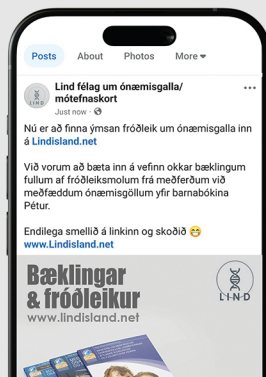 Posts About Photos More
Lind félag um ónæmisgalla/
mótefnaskort
Just now
Nú er að finna ýmsan fróðleik um ónæmisgalla inn
á Lindisland.net
Við vorum að bæta inn á vefinn okkar bæklingum
fullum af fróðleiksmolum frá meðferðum við
meðfæddum ónæmisgöllum yfir barnabókina
Pétur.
Endilega smellið á linkinn og skoðið 😁
www.Lindisland.net
Bæklingar
& fróðleikur
www.lindisland.net
LIND